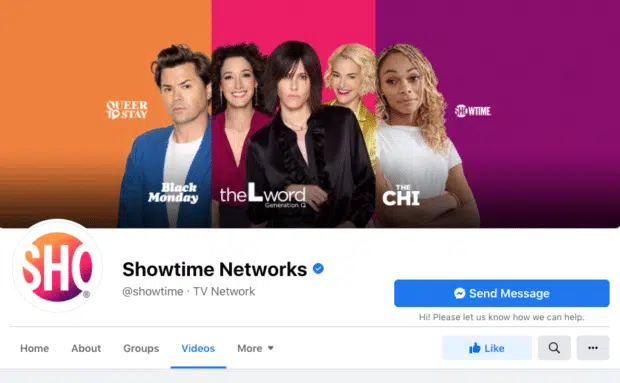 QUEER
TO STAY
SHOWTIME
Black
Monday
the L word
Generation Q
THE
CHI
SHO®
Showtime Networks
@showtime · TV Network
Send Message
Hi! Please let us know how we can help.
Home
About
Groups
Videos
More
Like